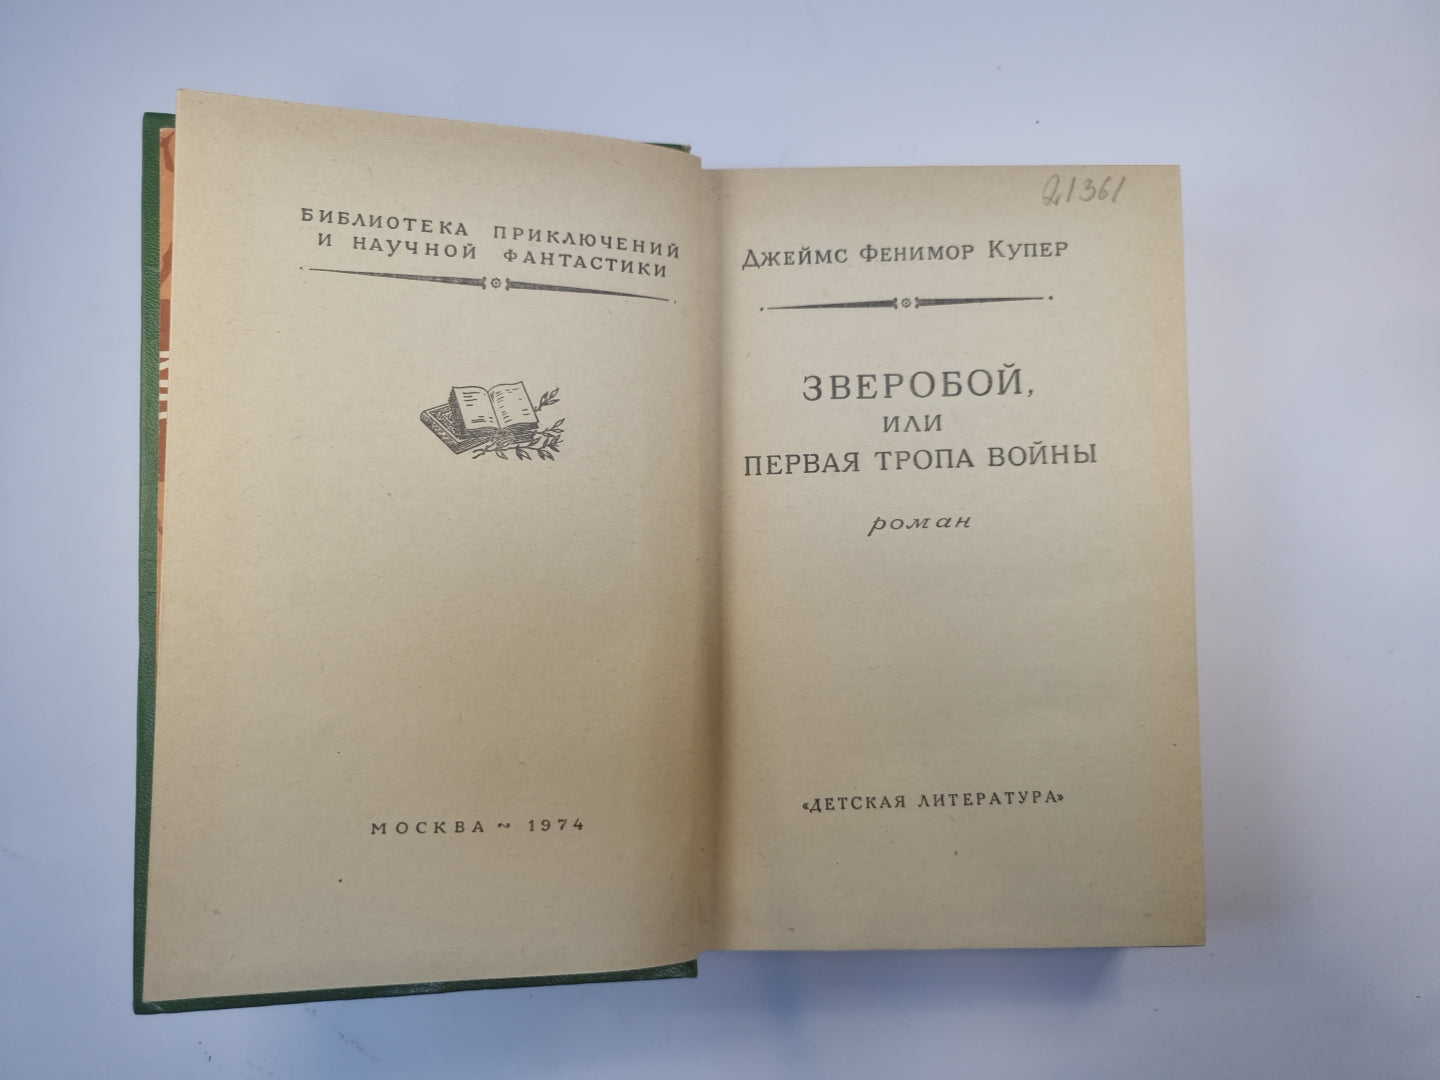 БИБЛИОТЕКА ПРИКЛЮЧЕНИЙ
И НАУЧНОЙ ФАНТАСТИКИ
МОСКВА ~ 1974
21361
Джеймс Фенимор Купер
ЗВЕРОБОЙ,
ИЛИ
ПЕРВАЯ ТРОПА ВОЙНЫ
роман
«ДЕТСКАЯ ЛИТЕРАТУРА»